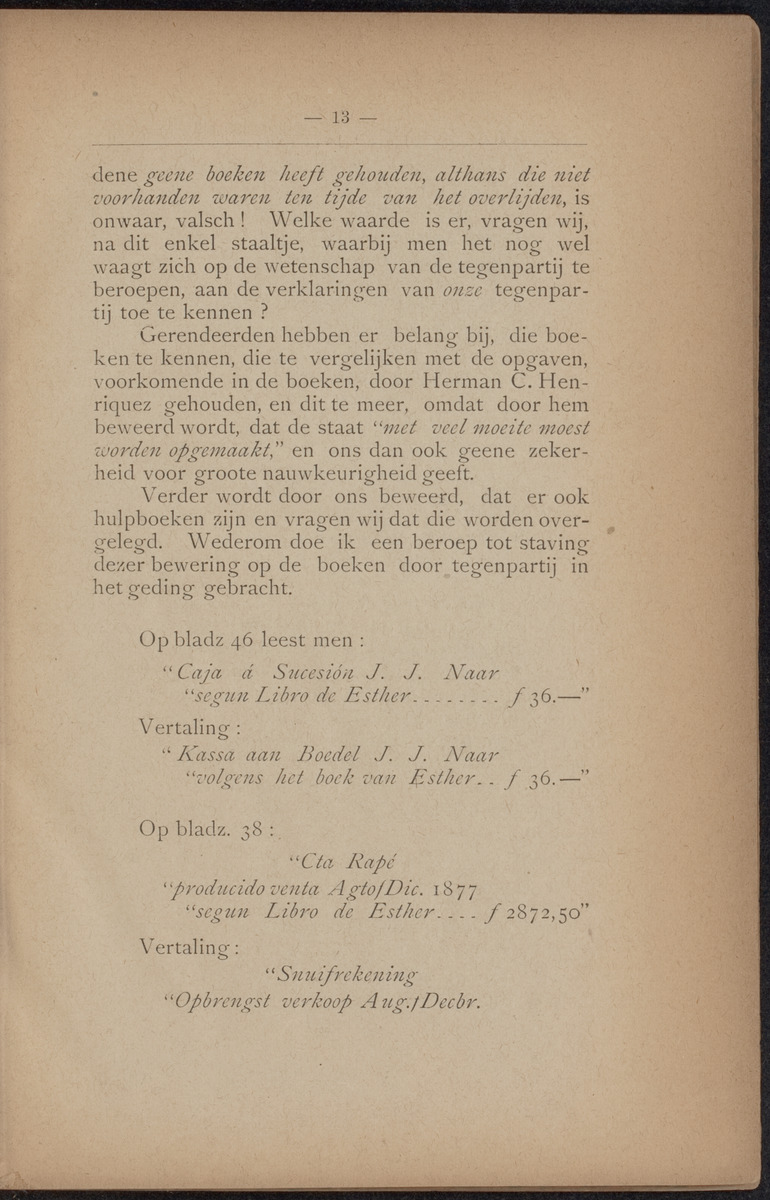 — 13 —
dene geene boeken heeft gehouden, althans die niet
voorhanden waren ten tijde van het overlijden, is
onwaar, valsch! Welke waarde is er, vragen wij,
na dit enkel staaltje, waarbij men het nog wel
waagt zich op de wetenschap van de tegenpartij te
beroepen, aan de verklaringen van onze tegenpar-
tij toe te kennen ?
Gerendeerden hebben er belang bij, die boe-
ken te kennen, die te vergelijken met de opgaven,
voorkomende in de boeken, door Herman C. Hen-
riquez gehouden, en dit te meer, omdat door hem
beweerd wordt, dat de staat “met veel moeite moest
worden opgemaakt,” en ons dan ook geene zeker-
heid voor groote nauwkeurigheid geeft.
Verder wordt door ons beweerd, dat er ook
hulpboeken zijn en vragen wij dat die worden over-
gelegd. Wederom doe ik een beroep tot staving
dezer bewering op de boeken door tegenpartij in
het geding gebracht.
Op bladz 46 leest men :
“Caja á Sucesión J. J. Naar
“segun Libro de Esther........ f 36.—”
Vertaling :
“Kassa aan Boedel J. J. Naar
“volgens het boek van Esther.. f 36.—”
Op bladz. 38 :
“Cta Rapé
“producido venta Agto/Dic. 1877
“segun Libro de Esther.... f 2872,50”
Vertaling :
“Snuifrekening
“Opbrengst verkoop Aug./Decbr.